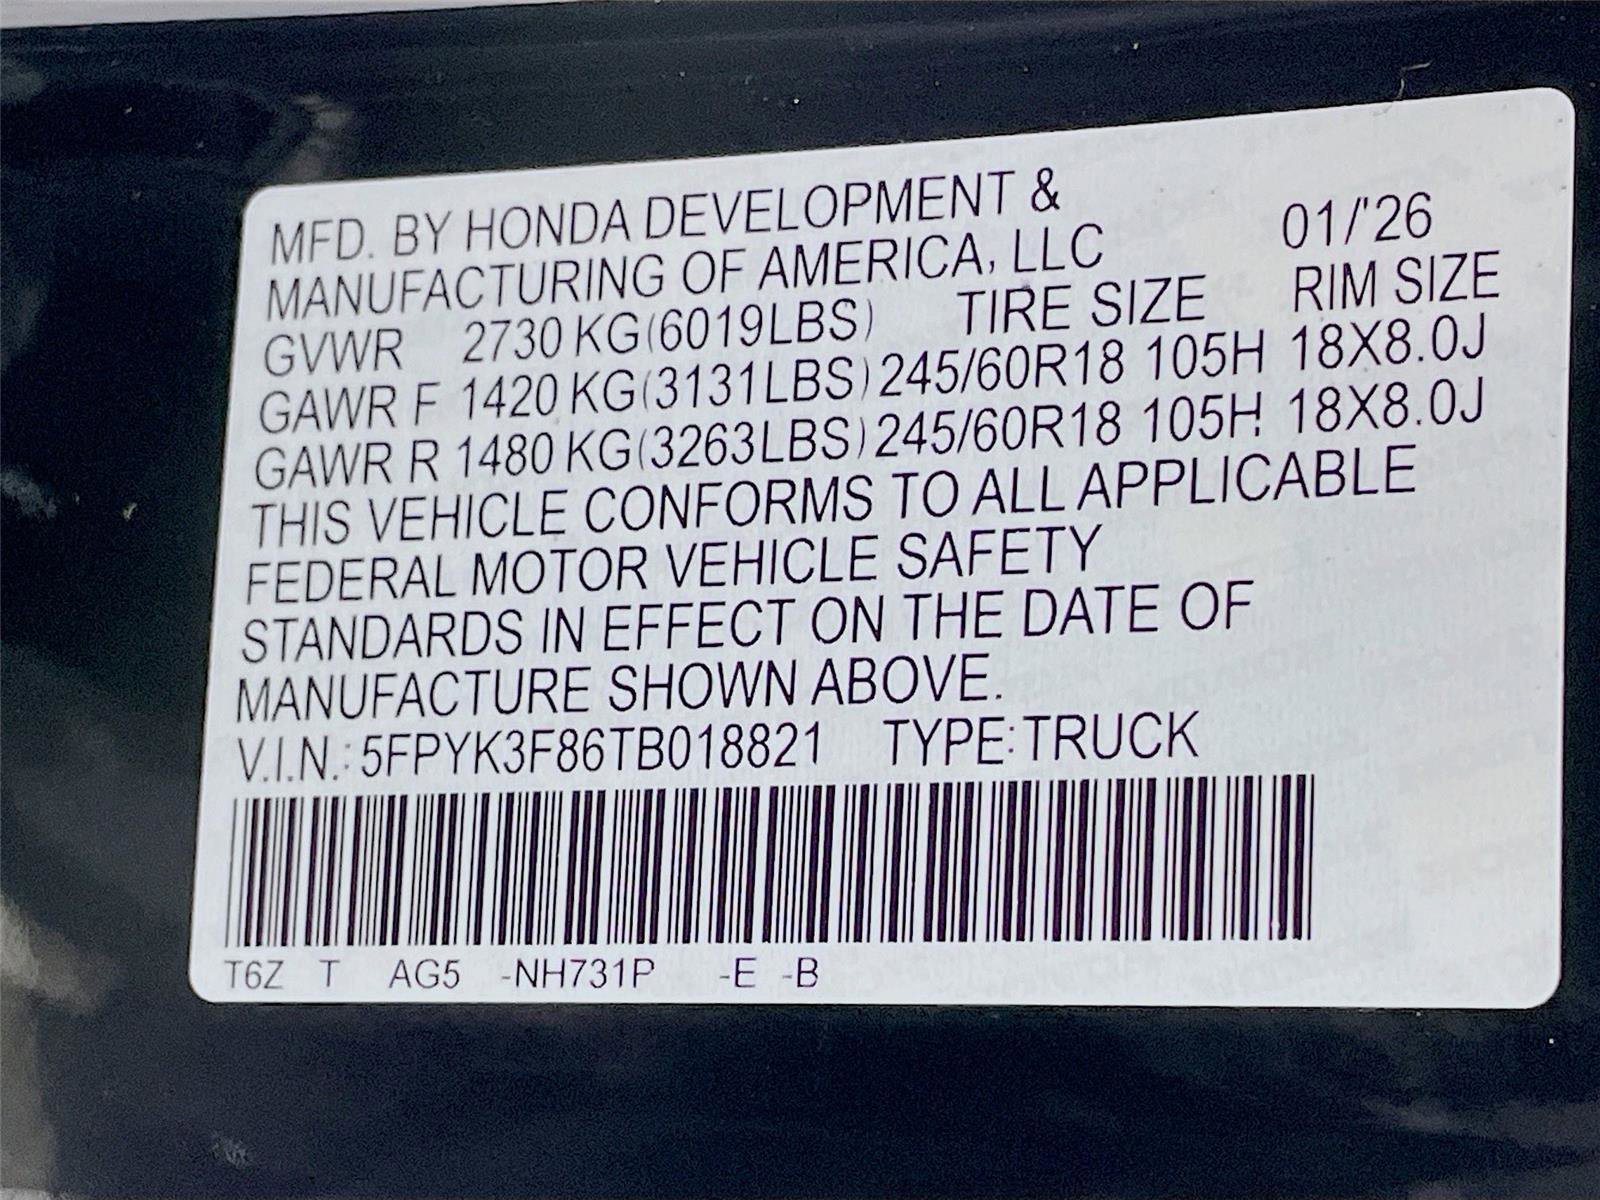 MFD. BY HONDA DEVELOPMENT &
MANUFACTURING OF AMERICA, LLC 01/'26
GVWR 2730 KG(6019LBS) TIRE SIZE RIM SIZE
GAWR F 1420 KG(3131LBS) 245/60R18 105H 18X8.0J
GAWR R 1480 KG(3263LBS) 245/60R18 105H 18X8.0J
THIS VEHICLE CONFORMS TO ALL APPLICABLE
FEDERAL MOTOR VEHICLE SAFETY
STANDARDS IN EFFECT ON THE DATE OF
MANUFACTURE SHOWN ABOVE.
V.I.N.: 5FPYK3F86TB018821 TYPE:TRUCK
T6Z T AG5 -NH731P -E -B